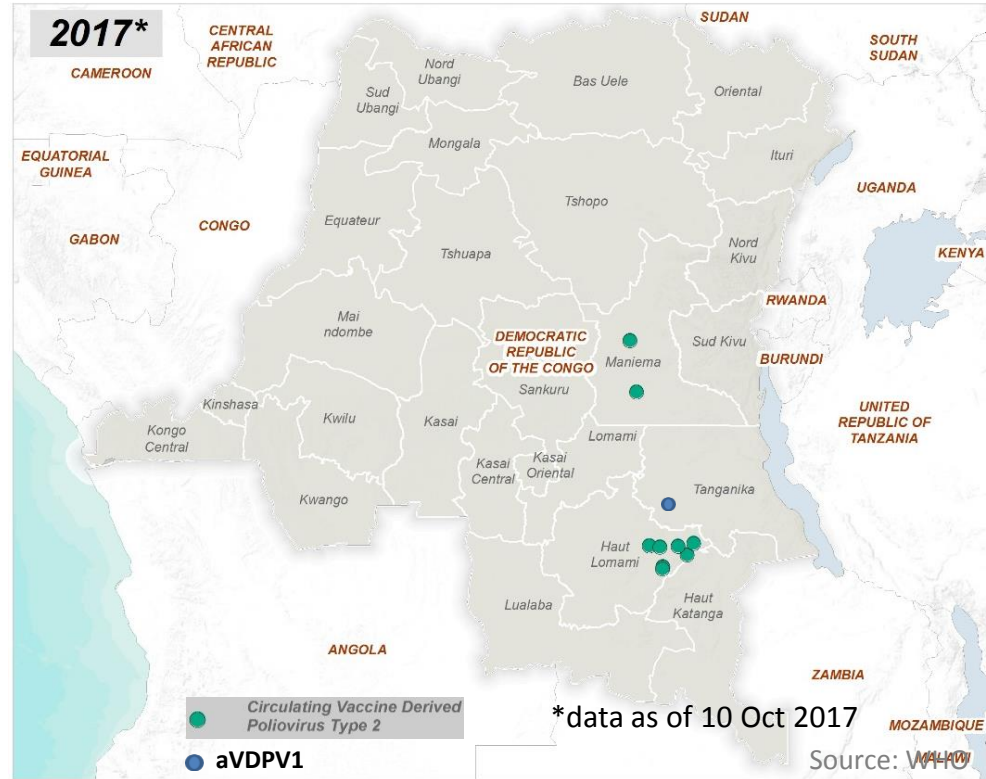 2017*
SUDAN
CENTRAL
AFRICAN
REPUBLIC
SOUTH
SUDAN
CAMEROON
Nord
Ubangi
Bas Uele
Oriental
Sud
Ubangi
Mongala
Ituri
EQUATORIAL
GUINEA
UGANDA
Tshopo
Equateur
CONGO
GABON
Nord
Kivu
Tshuapa
KENYA
RWANDA
Mai
ndombe
DEMOCRATIC
REPUBLIC
OF THE CONGO
Maniema
Sud Kivu
BURUNDI
Sankuru
Kinshasa
Kwilu
Kasai
UNITED
REPUBLIC OF
TANZANIA
Kongo
Central
Lomami
Kasai
Central
Kasai
Oriental
Tanganika
Kwango
Haut
Lomami
Lualaba
Haut
Katanga
ANGOLA
ZAMBIA
Circulating Vaccine Derived
Poliovirus Type 2
*data as of 10 Oct 2017
MOZAMBIQUE
aVDPV1
Source: WHO
MALAWI